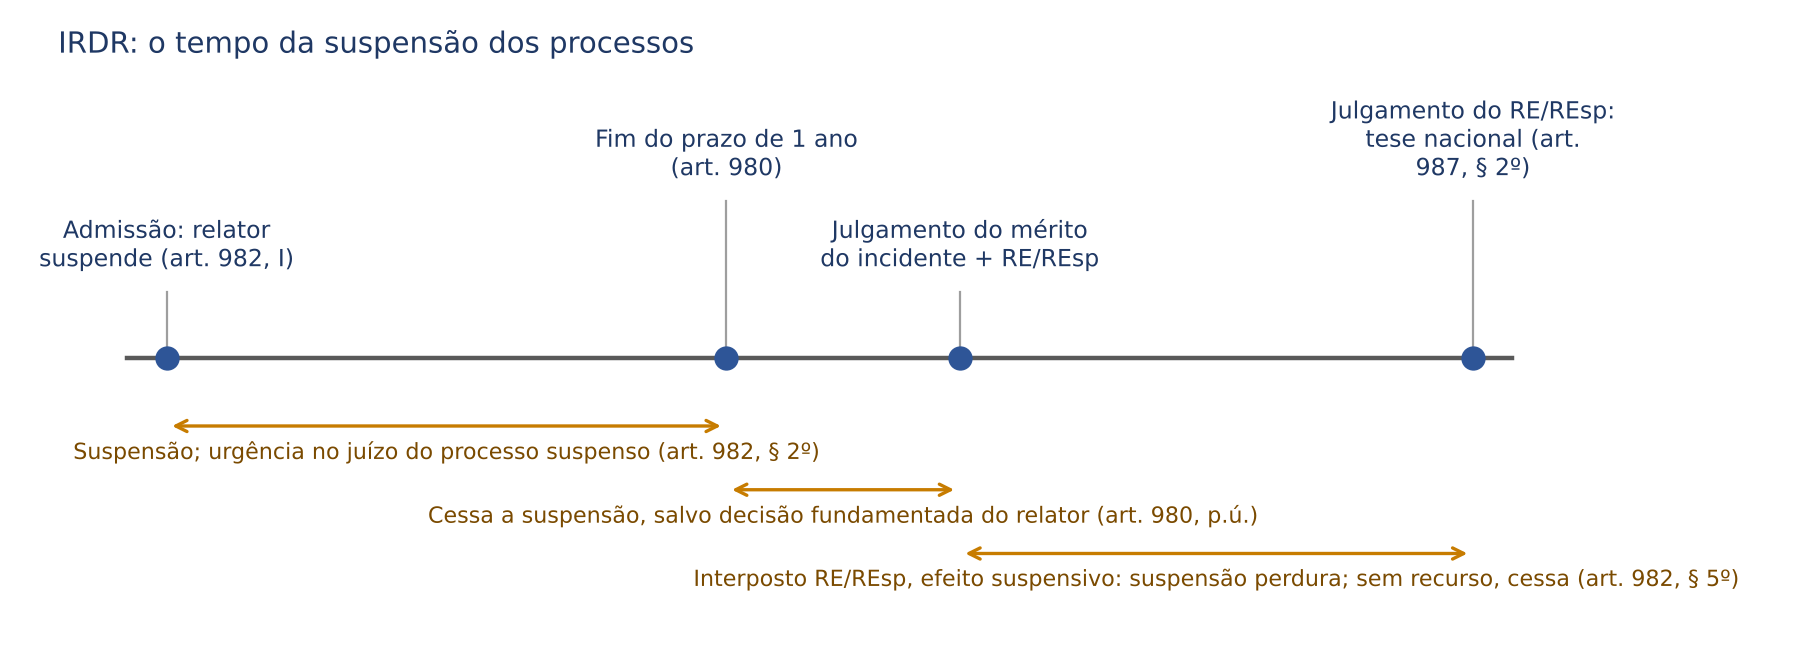 IRDR: o tempo da suspensão dos processos
Julgamento do RE/REsp:
tese nacional (art.
987, § 2º)
Fim do prazo de 1 ano
(art. 980)
Admissão: relator
suspende (art. 982, I)
Julgamento do mérito
do incidente + RE/REsp
Suspensão; urgência no juízo do processo suspenso (art. 982, § 2º)
Cessa a suspensão, salvo decisão fundamentada do relator (art. 980, p.ú.)
Interposto RE/REsp, efeito suspensivo: suspensão perdura; sem recurso, cessa (art. 982, § 5º)